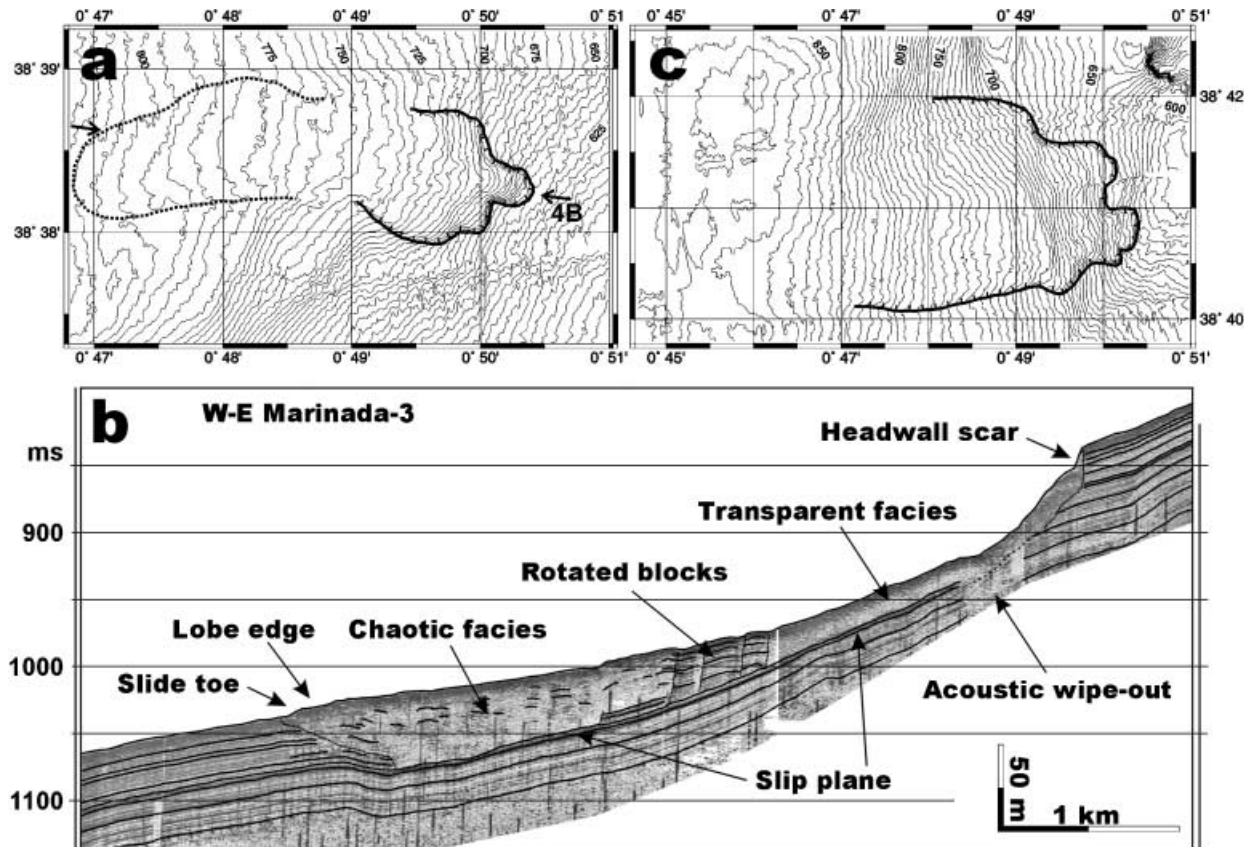 0° 47' 0° 48' 0° 49' 0° 50' 0° 51'
0° 45' 0° 47' 0° 49' 0° 51'
a
c
800 775 750 725 700 675 650
625
850 800 750 700 650
600
38° 39'
38° 38'
38° 42'
38° 40'
4B
0° 47' 0° 48' 0° 49' 0° 50' 0° 51'
0° 45' 0° 47' 0° 49' 0° 51'
b
W-E Marinada-3
ms
900
1000
1100
Headwall scar
Transparent facies
Rotated blocks
Lobe edge
Chaotic facies
Slide toe
Acoustic wipe-out
Slip plane
50 m
1 km